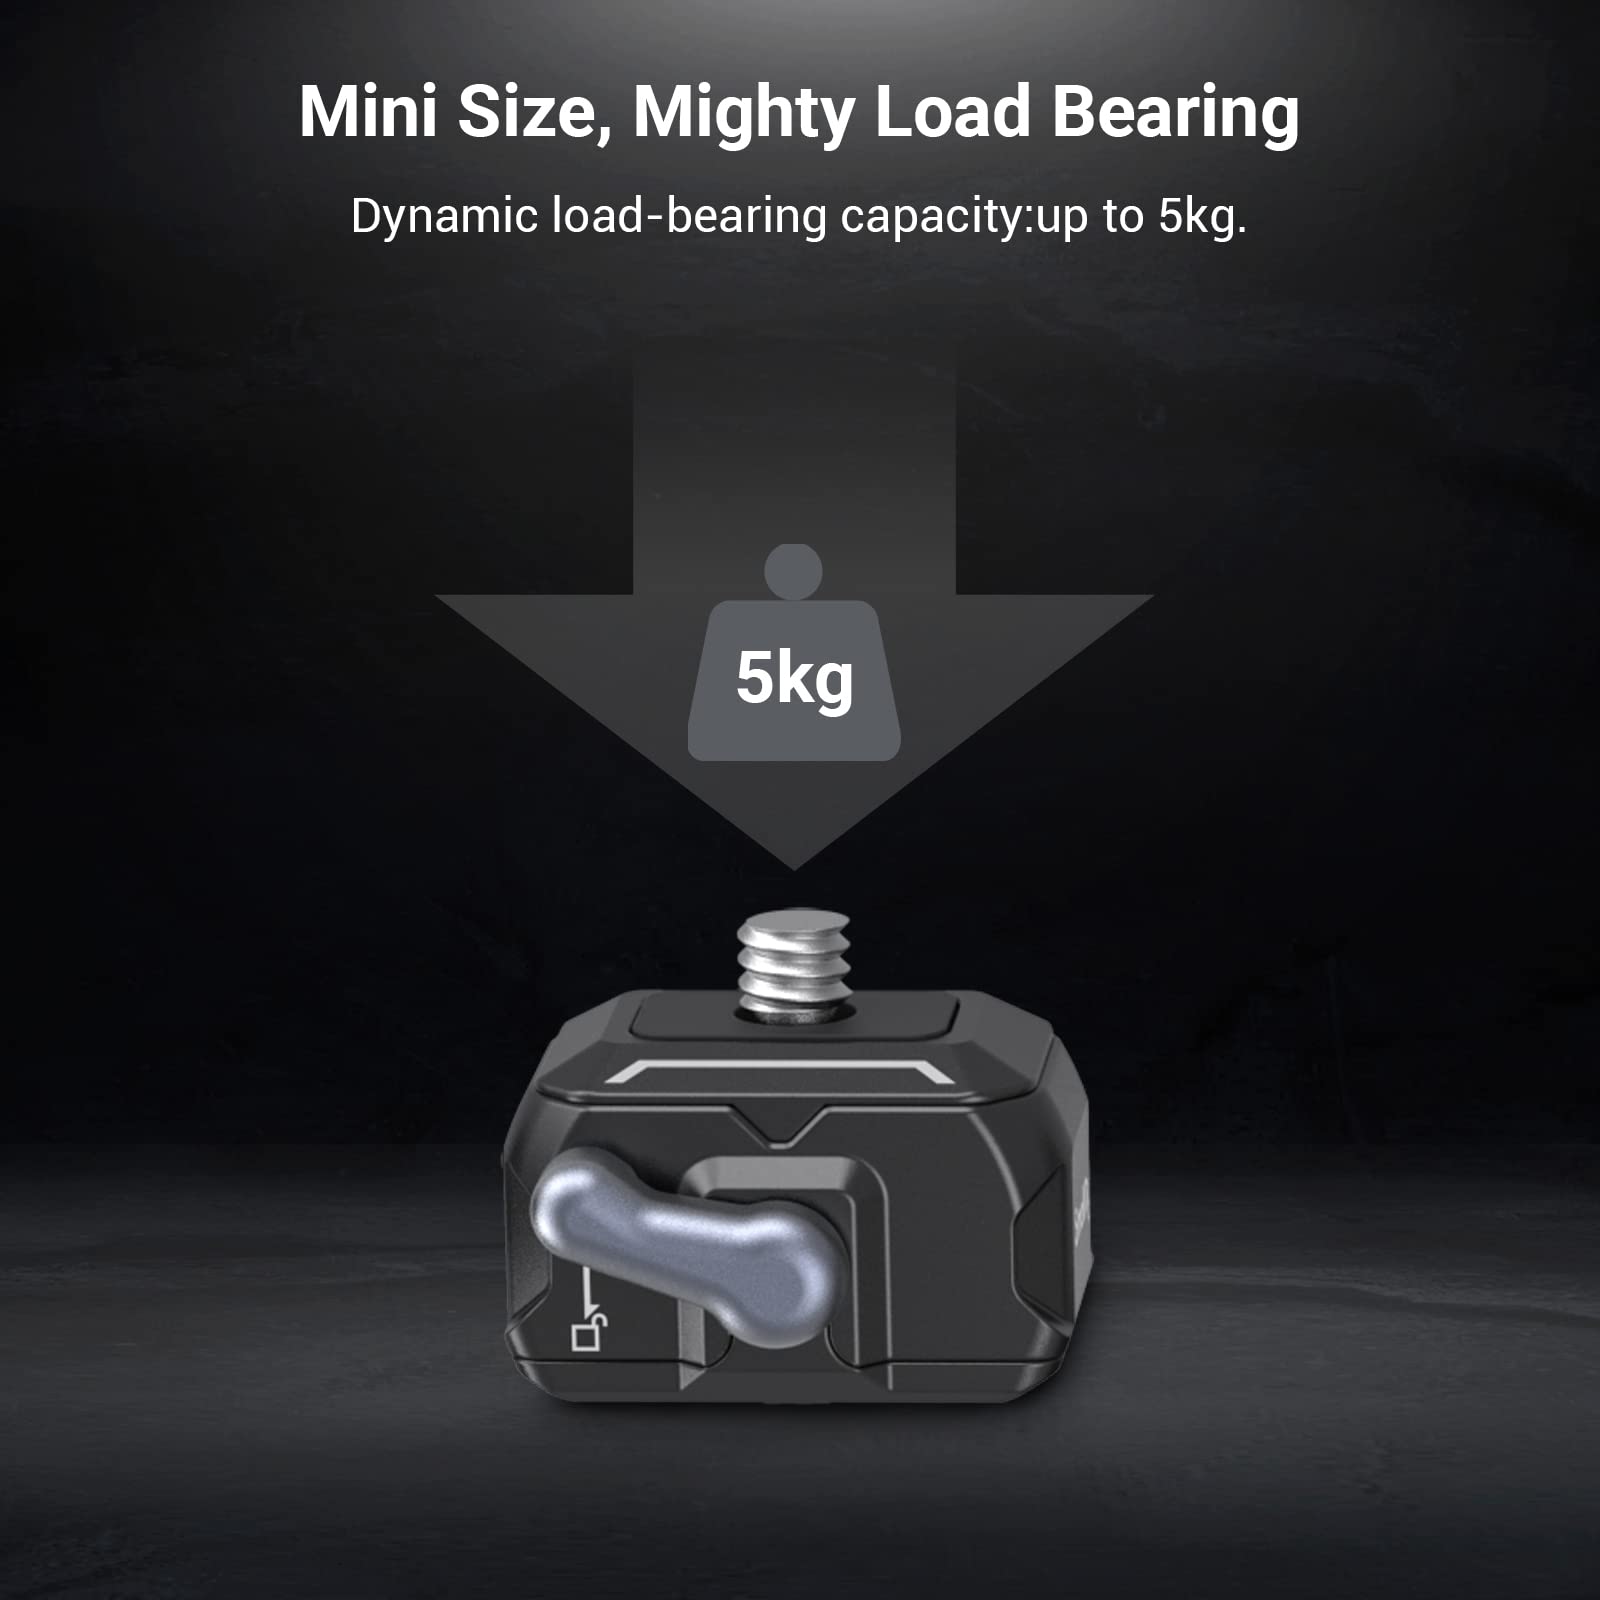 Mini Size, Mighty Load Bearing
Dynamic load-bearing capacity:up to 5kg.
5kg